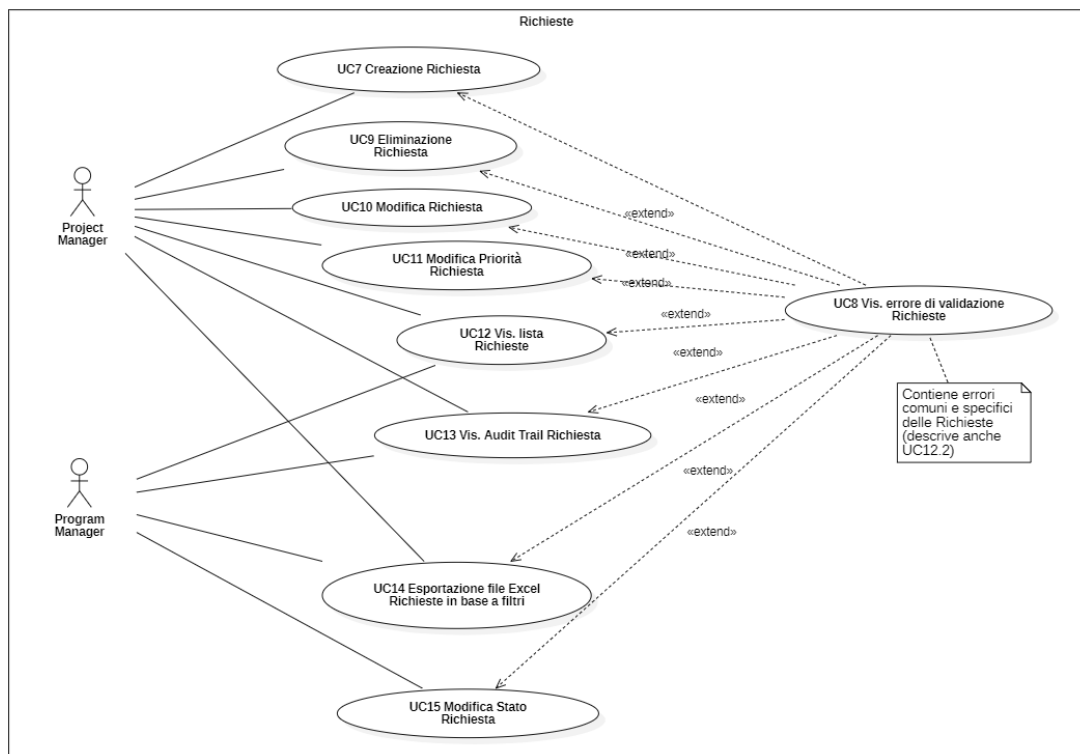 Richieste
UC7 Creazione Richiesta
UC9 Eliminazione
Richiesta
UC10 Modifica Richiesta
UC11 Modifica Priorità
Richiesta
UC12 Vis. lista
Richieste
UC13 Vis. Audit Trail Richiesta
UC14 Esportazione file Excel
Richieste in base a filtri
UC15 Modifica Stato
Richiesta
Project
Manager
Program
Manager
«extend»
«extend»
«extend»
«extend»
«extend»
«extend»
«extend»
«extend»
UC8 Vis. errore di validazione
Richieste
Contiene errori
comuni e specifici
delle Richieste
(descrive anche
UC12.2)